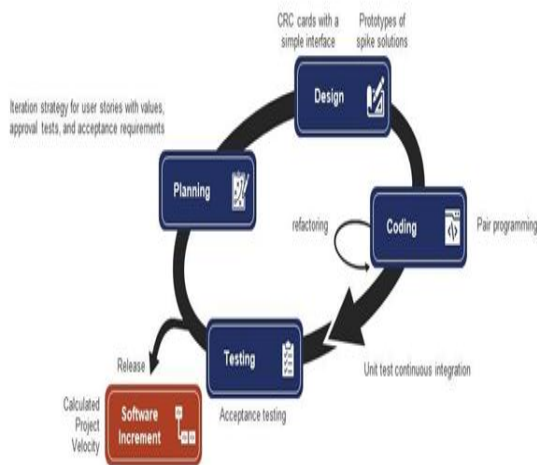 CRC cards with a
simple interface
Prototypes of
spike solutions
Design
Iteration strategy for user stories with values,
approval tests, and acceptance requirements
Planning
refactoring
Coding
Pair programming
Testing
Unit test continuous integration
Release
Acceptance testing
Calculated
Project
Velocity
Software
Increment